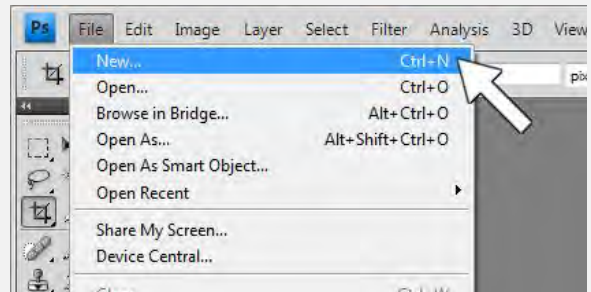 Ps File Edit Image Layer Select Filter Analysis 3D View
New... Ctrl+N
Open... Ctrl+O
Browse in Bridge... Alt+Ctrl+O
Open As... Alt+Shift+Ctrl+O
Open As Smart Object...
Open Recent
Share My Screen...
Device Central...